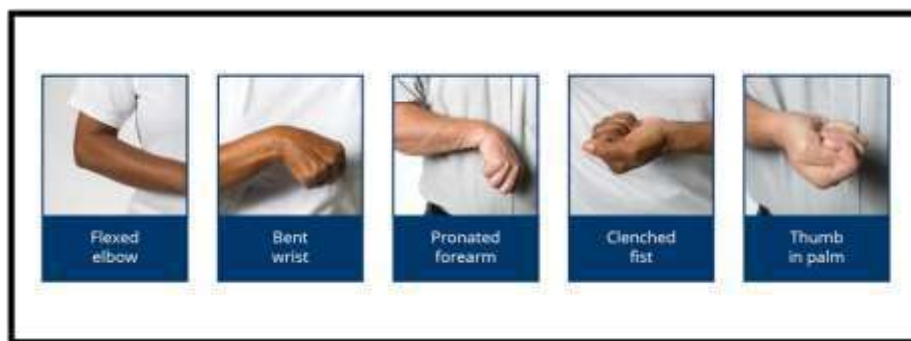 Flexed
elbow
Bent
wrist
Pronated
forearm
Clenched
fist
Thumb
in palm